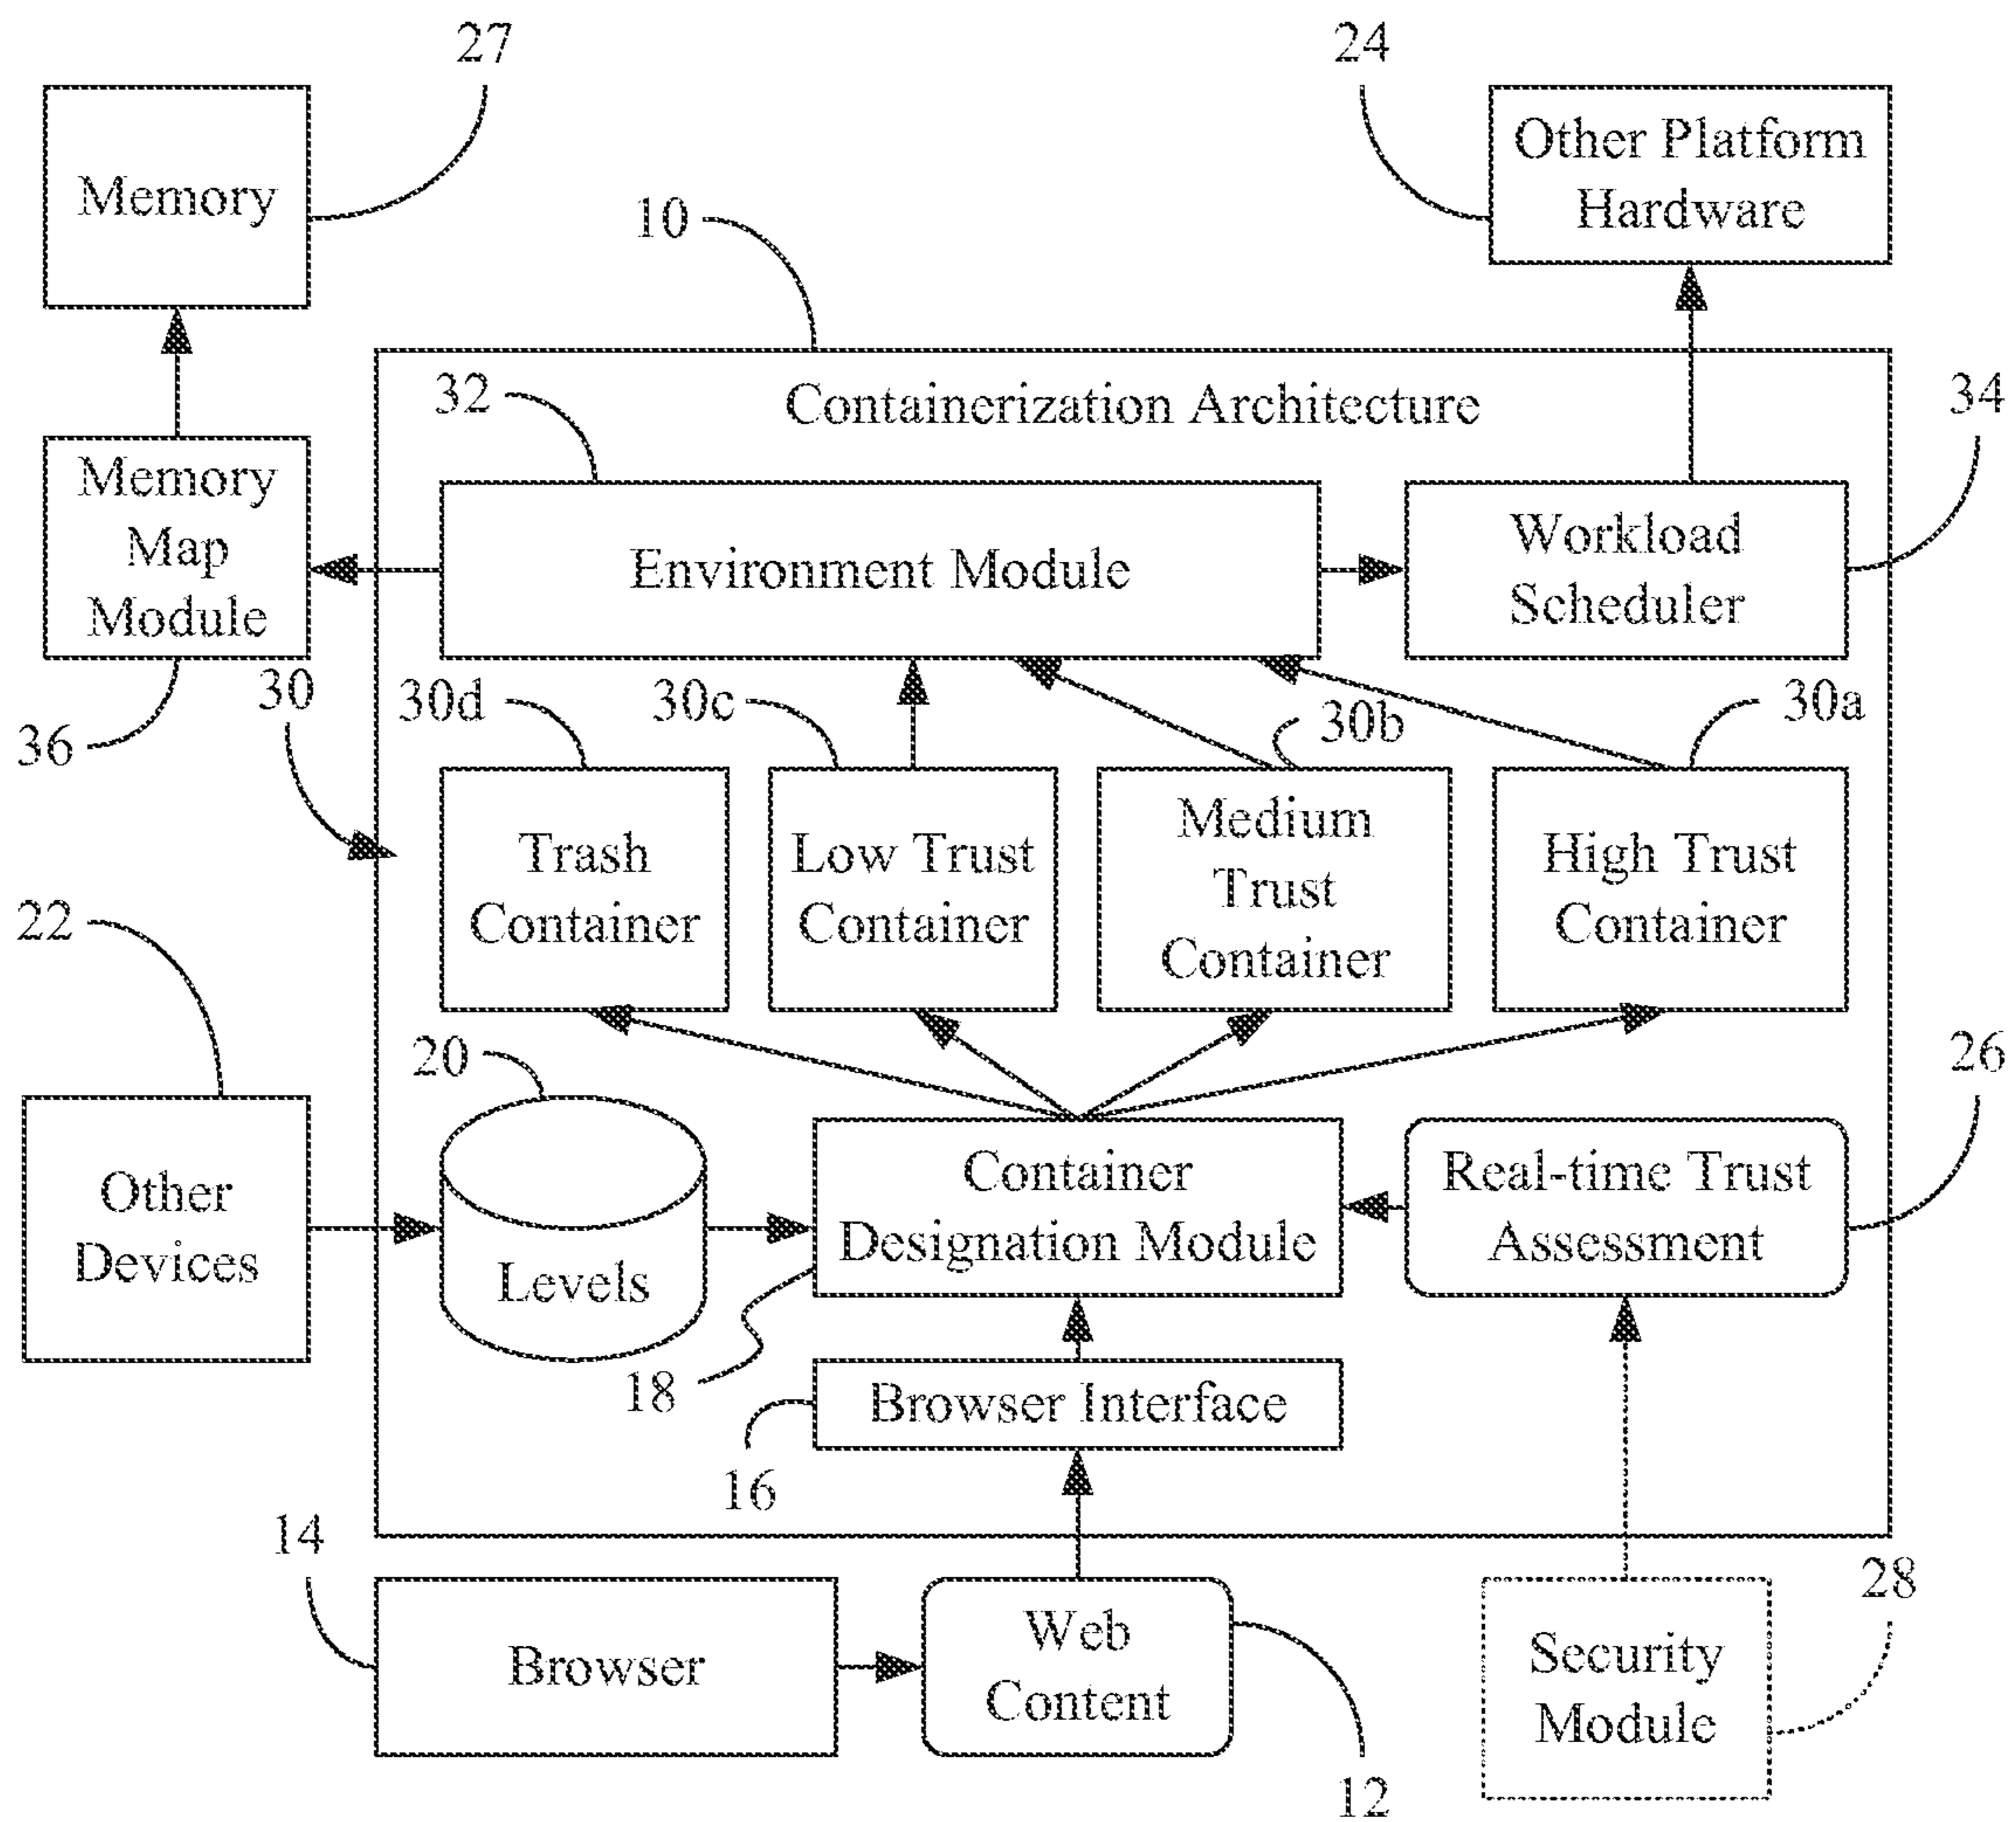 27
24
Memory
Other Platform
Hardware
10
Containerization Architecture
32
34
Memory
Map
Module
Environment Module
Workload
Scheduler
36
30
30d
30c
30b
30a
Trash
Container
Low Trust
Container
Medium
Trust
Container
High Trust
Container
22
20
26
Other
Devices
Levels
Container
Designation Module
Real-time Trust
Assessment
18
Browser Interface
16
14
28
Browser
Web
Content
Security
Module
12